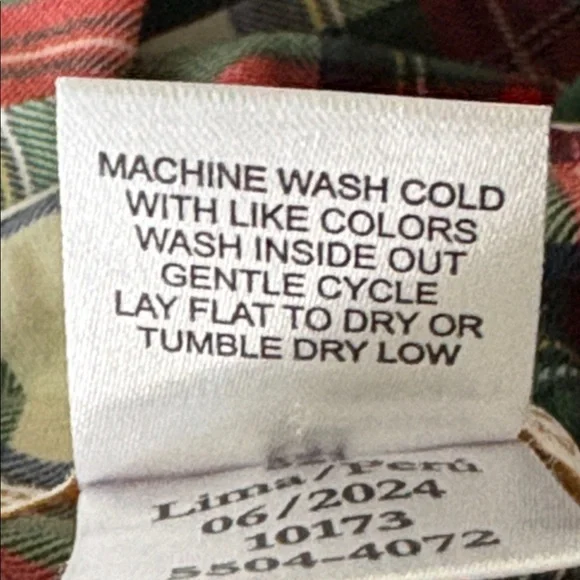 MACHINE WASH COLD
WITH LIKE COLORS
WASH INSIDE OUT
GENTLE CYCLE
LAY FLAT TO DRY OR
TUMBLE DRY LOW
Lima/Perú
06/2024
10173
5504-4072